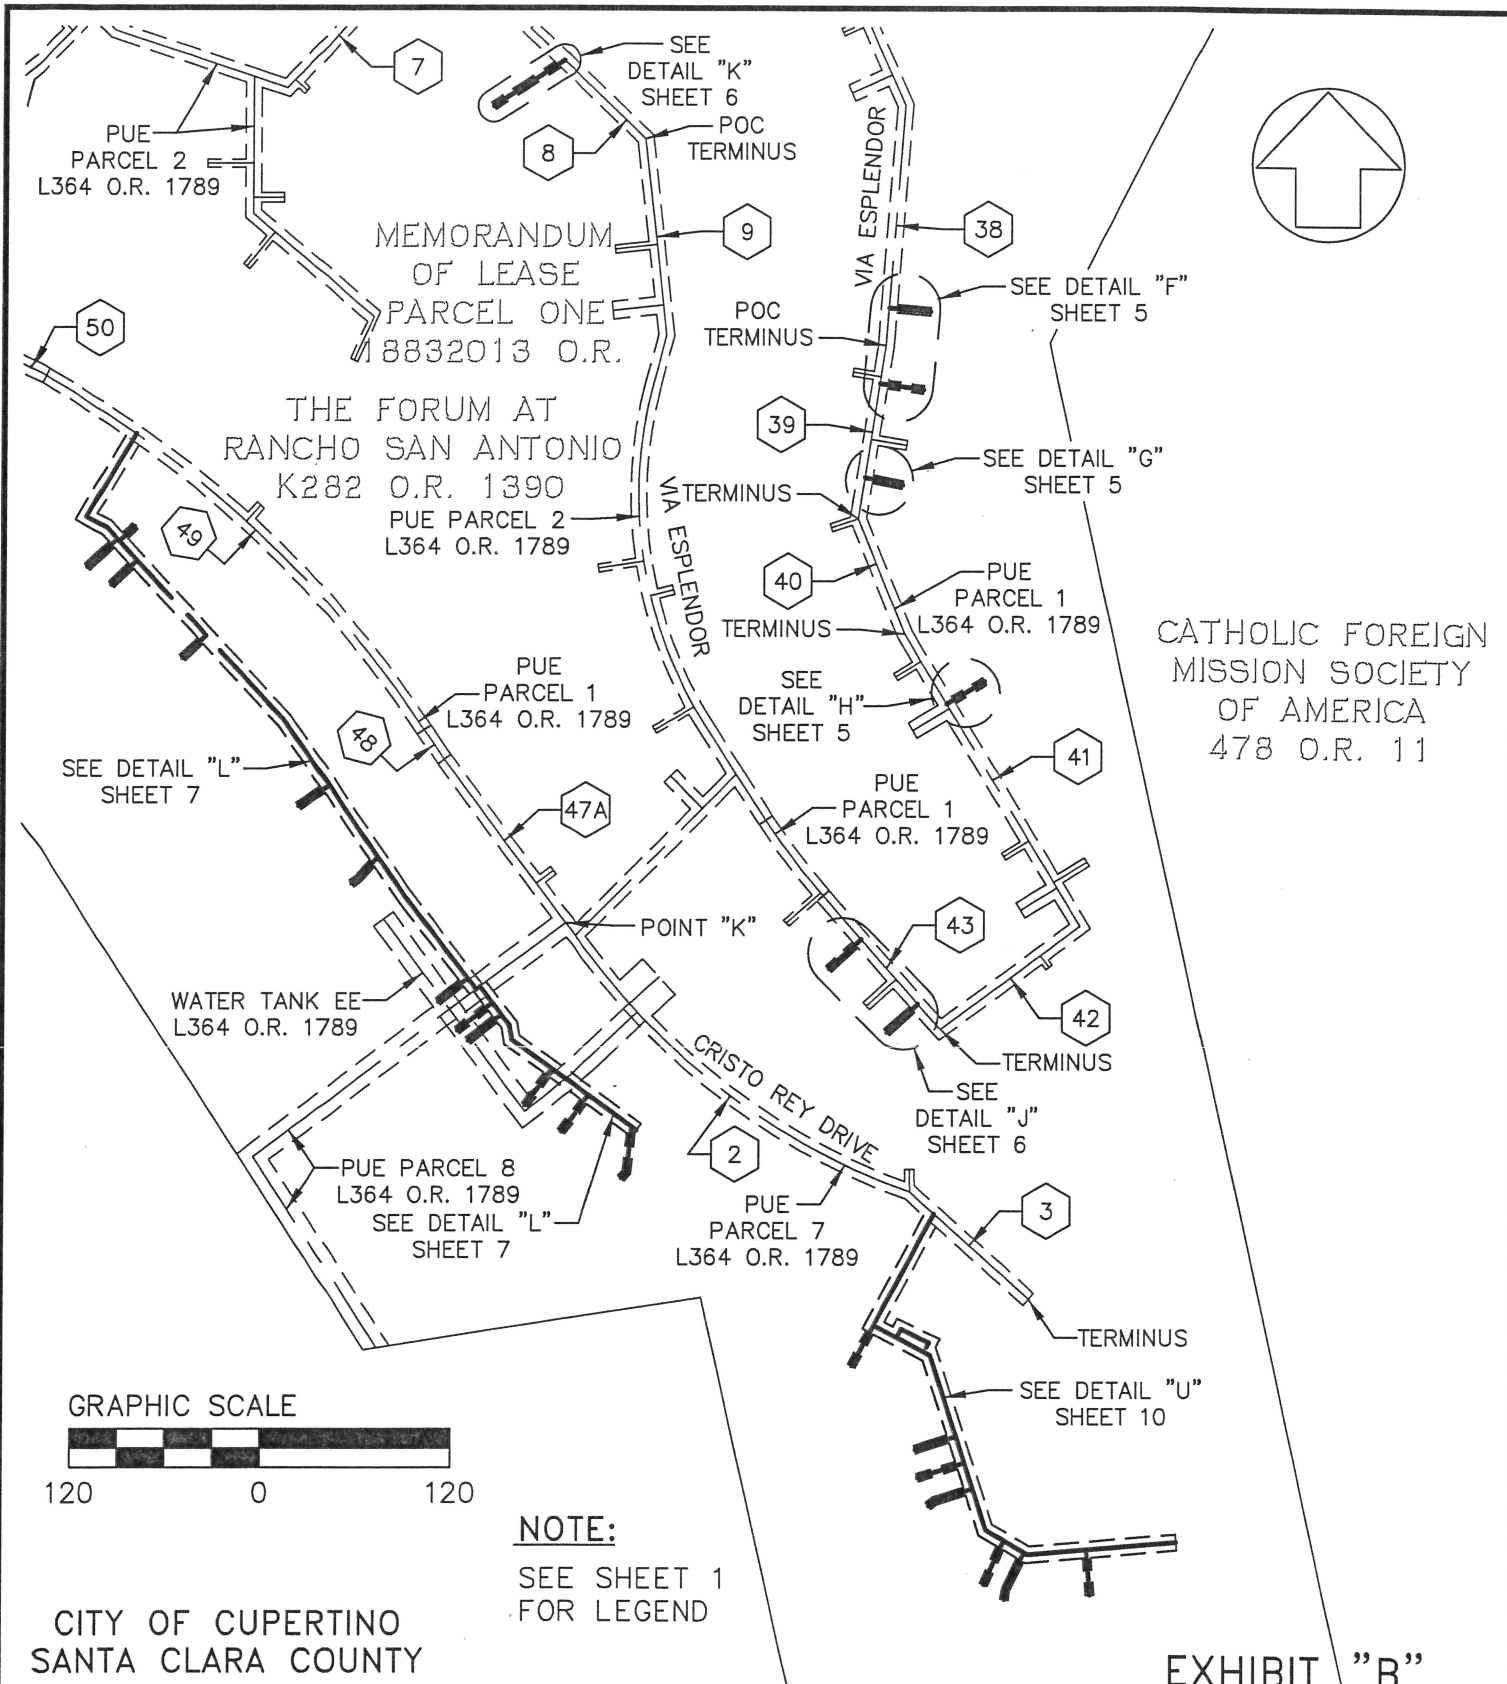 7
SEE
DETAIL "K"
SHEET 6
PUE
PARCEL 2
L364 O.R. 1789
8
POC
TERMINUS
VIA ESPLENDOR
9
38
MEMORANDUM
OF LEASE
PARCEL ONE
18832013 O.R.
SEE DETAIL "F"
SHEET 5
POC
TERMINUS
50
THE FORUM AT
RANCHO SAN ANTONIO
K282 O.R. 1390
39
SEE DETAIL "G"
SHEET 5
TERMINUS
PUE PARCEL 2
L364 O.R. 1789
VIA ESPLENDOR
49
40
PUE
PARCEL 1
L364 O.R. 1789
TERMINUS
CATHOLIC FOREIGN
MISSION SOCIETY
OF AMERICA
478 O.R. 11
PUE
PARCEL 1
L364 O.R. 1789
SEE
DETAIL "H"
SHEET 5
48
41
SEE DETAIL "L"
SHEET 7
47A
PUE
PARCEL 1
L364 O.R. 1789
POINT "K"
43
WATER TANK EE
L364 O.R. 1789
42
TERMINUS
CRISTO REY DRIVE
SEE
DETAIL "J"
SHEET 6
2
PUE PARCEL 8
L364 O.R. 1789
SEE DETAIL "L"
SHEET 7
PUE
PARCEL 7
L364 O.R. 1789
3
TERMINUS
SEE DETAIL "U"
SHEET 10
GRAPHIC SCALE
120 0 120
NOTE:
SEE SHEET 1
FOR LEGEND
CITY OF CUPERTINO
SANTA CLARA COUNTY
EXHIBIT "B"